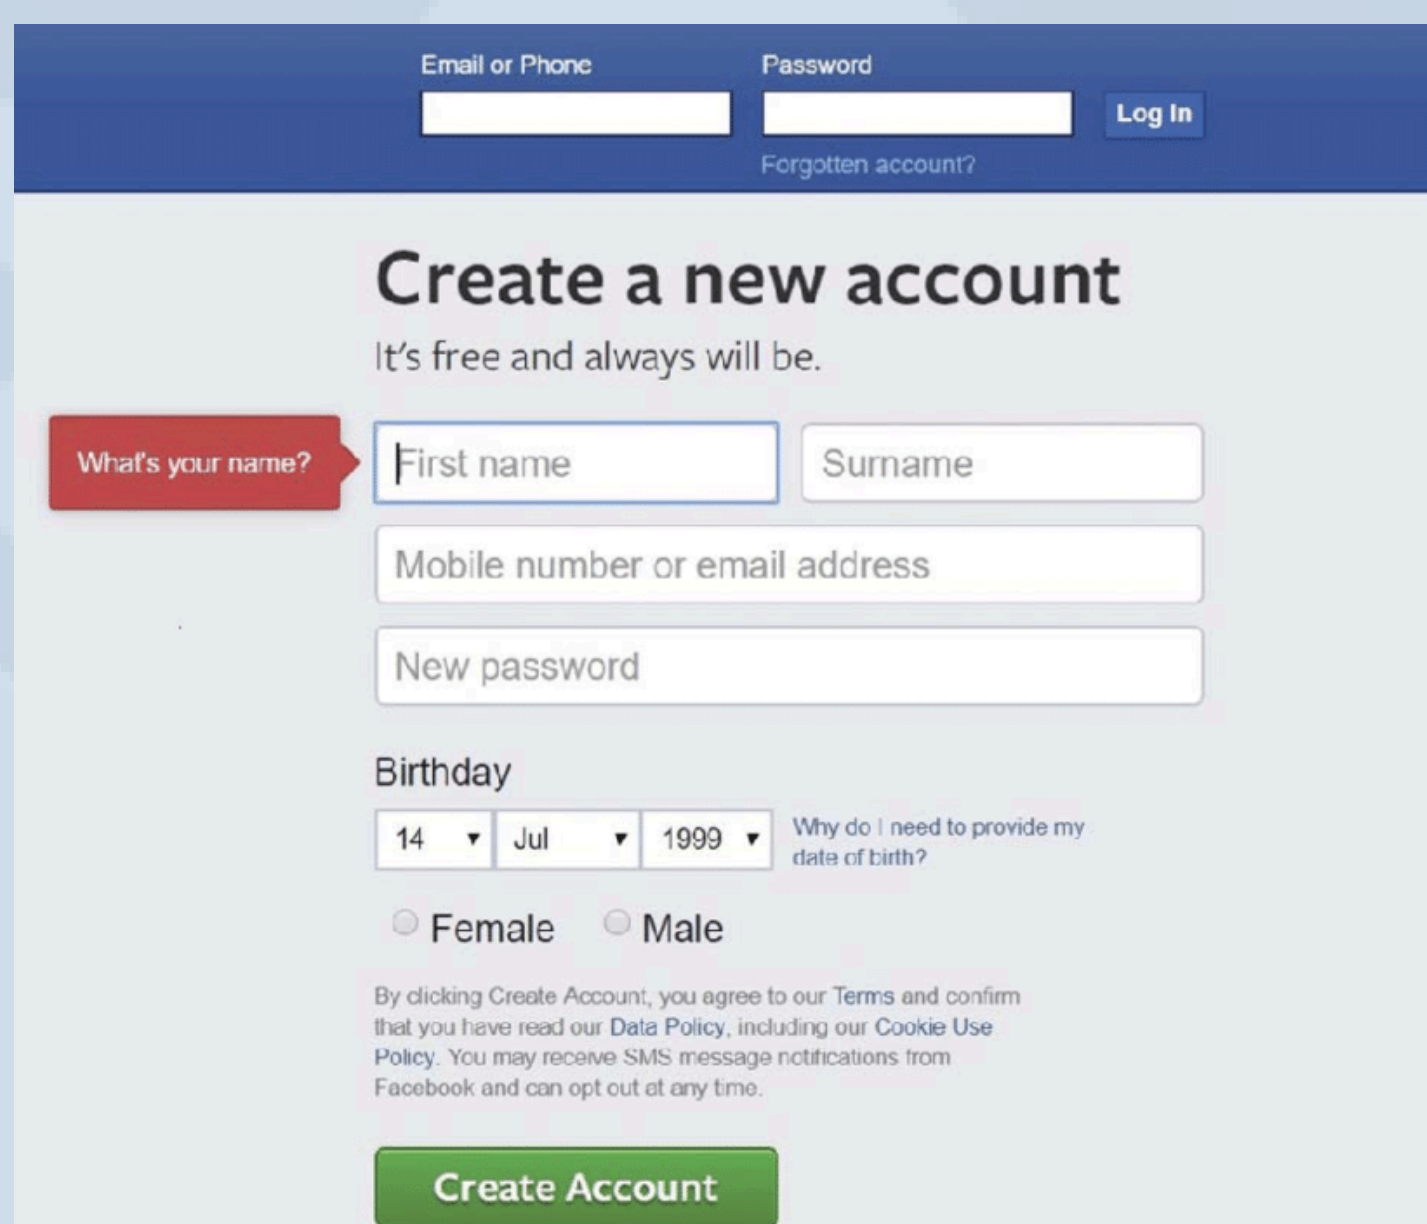 Email or Phone Password
Log In
Forgotten account?
Create a new account
It's free and always will be.
What's your name? First name Surname
Mobile number or email address
New password
Birthday
14 Jul 1999 Why do I need to provide my
date of birth?
Female Male
By clicking Create Account, you agree to our Terms and confirm
that you have read our Data Policy, including our Cookie Use
Policy. You may receive SMS message notifications from
Facebook and can opt out at any time.
Create Account